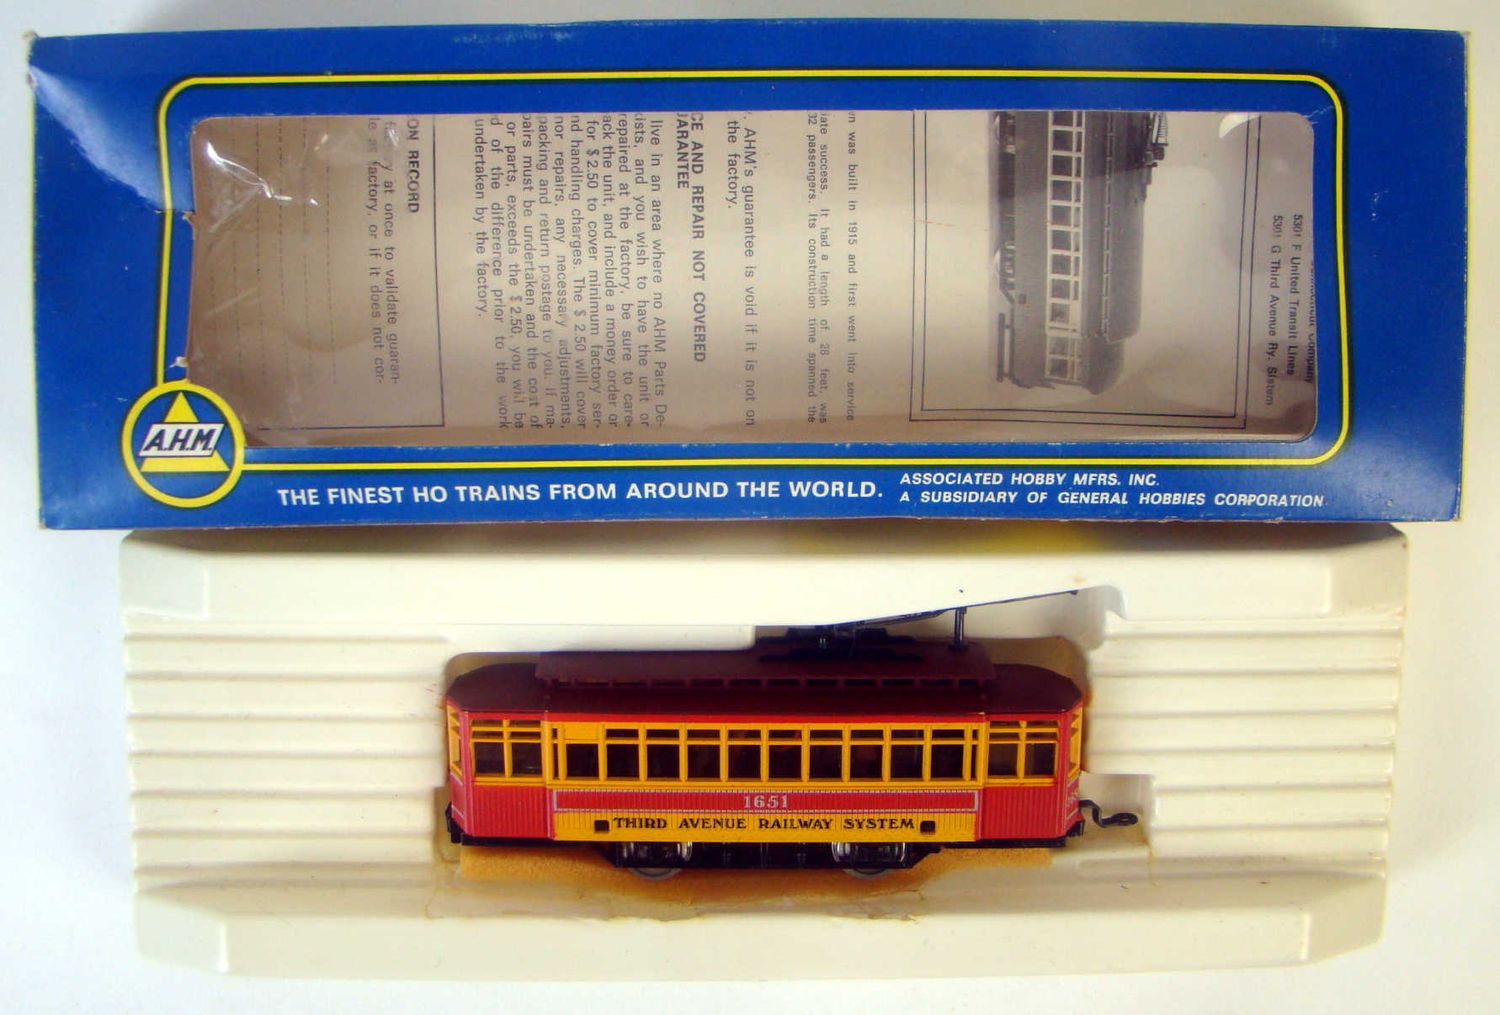 5301 F United Transit Lines
5301 G Third Avenue Ry. Sistem
n was built in 1915 and first went into service
iate success. It had a length of 28 feet, was
32 passengers. Its construction time spanned the
AHM's guarantee is void if it is not on
the factory.
CE AND REPAIR NOT COVERED
UARANTEE
live in an area where no AHM Parts De-
ists, and you wish to have the unit or
repaired at the factory, be sure to care-
ack the unit, and include a money order or
for $ 2.50 to cover minimum factory ser-
nd handling charges. The $ 2.50 will cover
nor repairs, any necessary adjustments,
packing and return postage to you. If ma-
pairs must be undertaken and the cost of
or parts, exceeds the $ 2.50, you will be
d of the difference prior to the work
undertaken by the factory.
ON RECORD
ry at once to validate guaran-
factory, or if it does not cor-
A.H.M.
THE FINEST HO TRAINS FROM AROUND THE WORLD.
ASSOCIATED HOBBY MFRS. INC.
A SUBSIDIARY OF GENERAL HOBBIES CORPORATION
1651
THIRD AVENUE RAILWAY SYSTEM